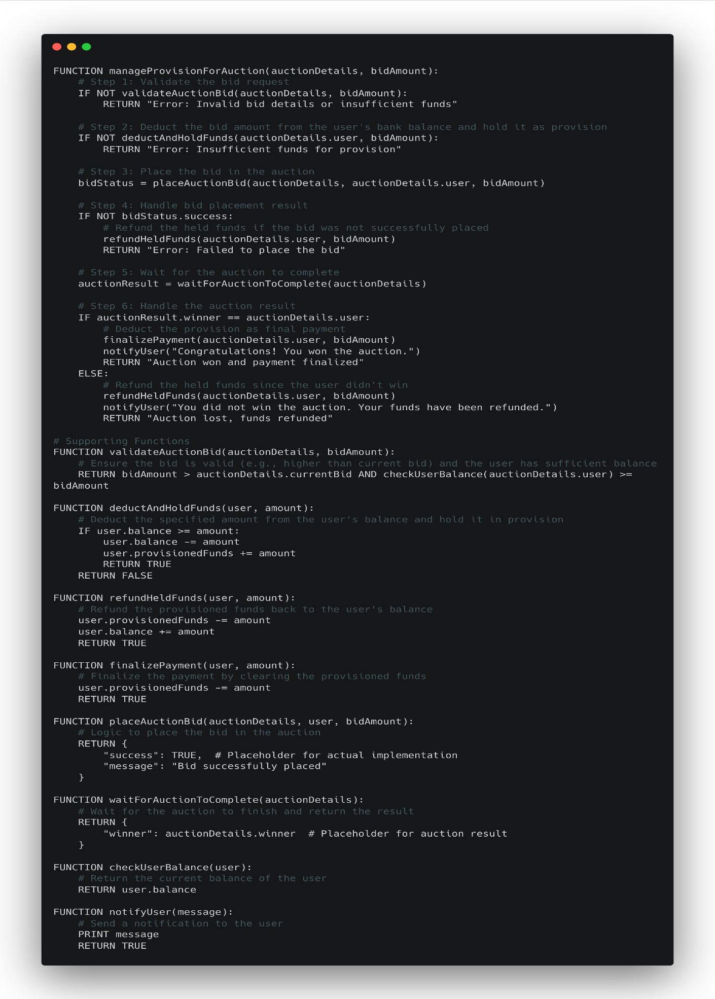 FUNCTION manageProvisionForAuction(auctionDetails, bidAmount):
    # Step 1: Validate the bid request
    IF NOT validateAuctionBid(auctionDetails, bidAmount):
        RETURN "Error: Invalid bid details or insufficient funds"

    # Step 2: Deduct the bid amount from the user's bank balance and hold it as provision
    IF NOT deductAndHoldFunds(auctionDetails.user, bidAmount):
        RETURN "Error: Insufficient funds for provision"

    # Step 3: Place the bid in the auction
    bidStatus = placeAuctionBid(auctionDetails, auctionDetails.user, bidAmount)

    # Step 4: Handle bid placement result
    IF NOT bidStatus.success:
        # Refund the held funds if the bid was not successfully placed
        refundHeldFunds(auctionDetails.user, bidAmount)
        RETURN "Error: Failed to place the bid"

    # Step 5: Wait for the auction to complete
    auctionResult = waitForAuctionToComplete(auctionDetails)

    # Step 6: Handle the auction result
    IF auctionResult.winner == auctionDetails.user:
        # Deduct the provision as final payment
        finalizePayment(auctionDetails.user, bidAmount)
        notifyUser("Congratulations! You won the auction.")
        RETURN "Auction won and payment finalized"
    ELSE:
        # Refund the held funds since the user didn't win
        refundHeldFunds(auctionDetails.user, bidAmount)
        notifyUser("You did not win the auction. Your funds have been refunded.")
        RETURN "Auction lost, funds refunded"

# Supporting Functions
FUNCTION validateAuctionBid(auctionDetails, bidAmount):
    # Ensure the bid is valid (e.g., higher than current bid) and the user has sufficient balance
    RETURN bidAmount > auctionDetails.currentBid AND checkUserBalance(auctionDetails.user) >=
bidAmount

FUNCTION deductAndHoldFunds(user, amount):
    # Deduct the specified amount from the user's balance and hold it in provision
    IF user.balance >= amount:
        user.balance -= amount
        user.provisionedFunds += amount
        RETURN TRUE
    RETURN FALSE

FUNCTION refundHeldFunds(user, amount):
    # Refund the provisioned funds back to the user's balance
    user.provisionedFunds -= amount
    user.balance += amount
    RETURN TRUE

FUNCTION finalizePayment(user, amount):
    # Finalize the payment by clearing the provisioned funds
    user.provisionedFunds -= amount
    RETURN TRUE

FUNCTION placeAuctionBid(auctionDetails, user, bidAmount):
    # Logic to place the bid in the auction
    RETURN {
        "success": TRUE,  # Placeholder for actual implementation
        "message": "Bid successfully placed"
    }

FUNCTION waitForAuctionToComplete(auctionDetails):
    # Wait for the auction to finish and return the result
    RETURN {
        "winner": auctionDetails.winner  # Placeholder for auction result
    }

FUNCTION checkUserBalance(user):
    # Return the current balance of the user
    RETURN user.balance

FUNCTION notifyUser(message):
    # Send a notification to the user
    PRINT message
    RETURN TRUE